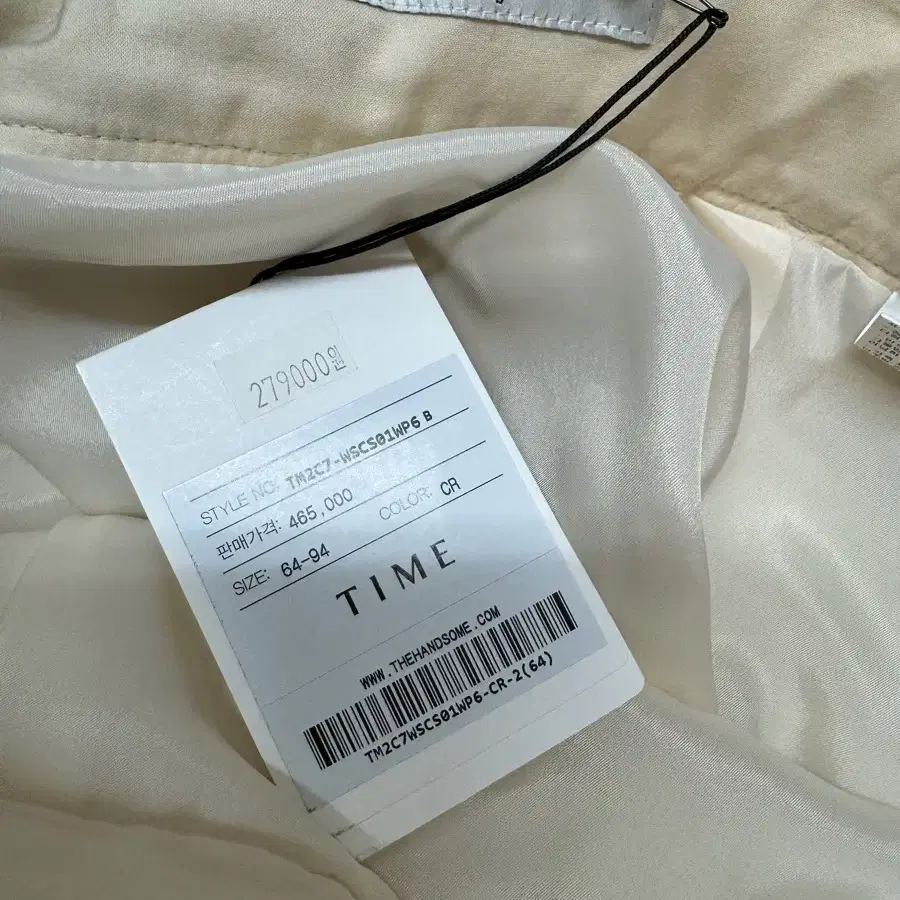 279000원
STYLE NO: TM2C7-WSCS01WP6 B
판매가격: 465,000 COLOR: CR
SIZE: 64-94
TIME
WWW.THEHANDSOME.COM
TM2C7WSCS01WP6-CR-2(64)